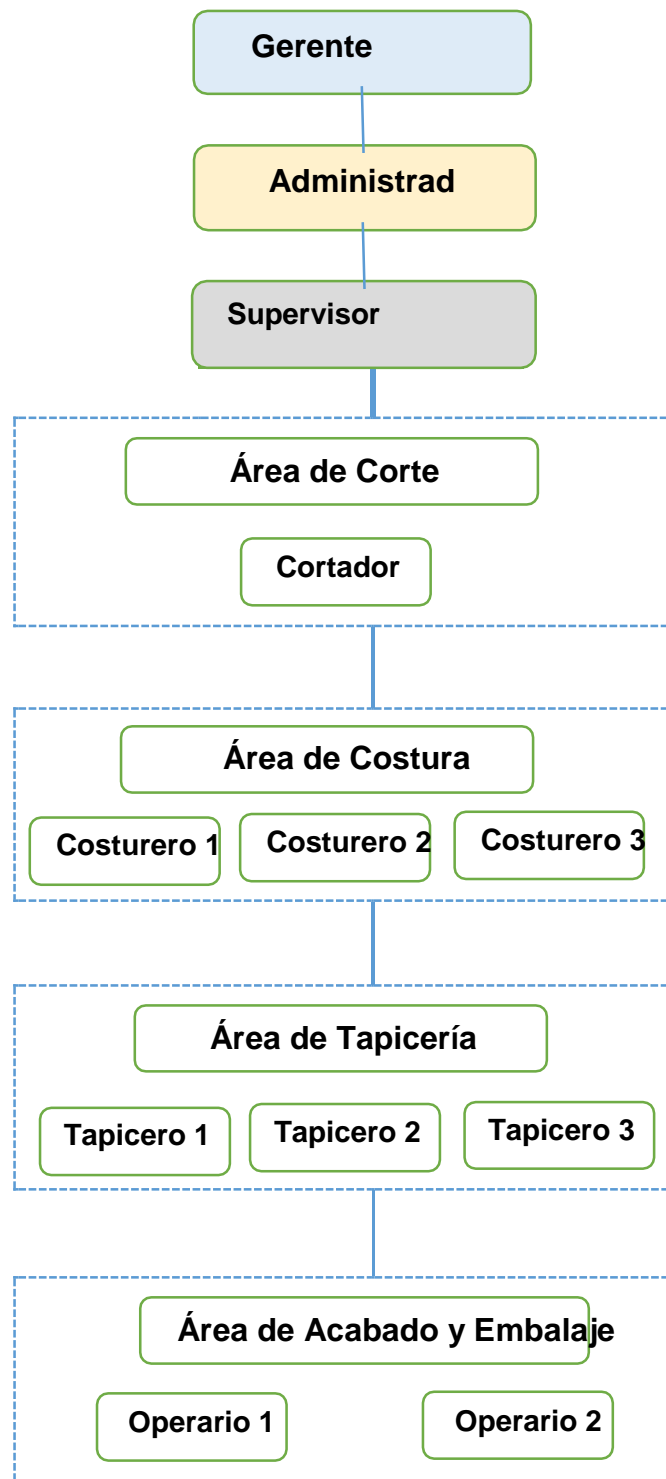 Gerente
Administrad
Supervisor
Área de Corte
Cortador
Área de Costura
Costurero 1
Costurero 2
Costurero 3
Área de Tapicería
Tapicero 1
Tapicero 2
Tapicero 3
Área de Acabado y Embalaje
Operario 1
Operario 2